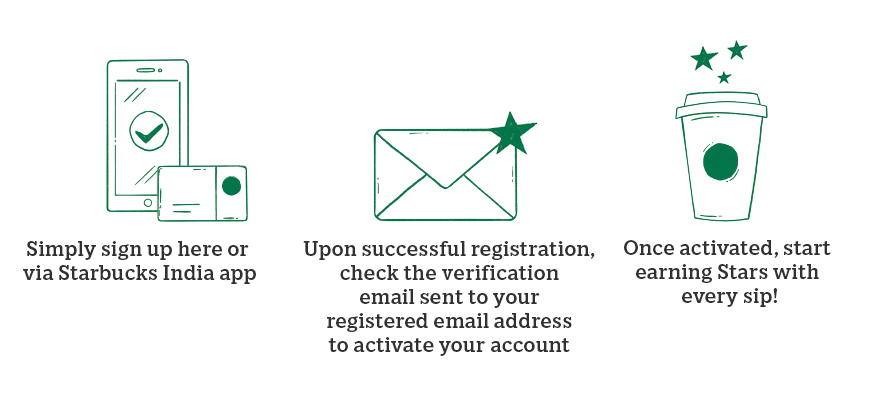 Simply sign up here or
via Starbucks India app
Upon successful registration,
check the verification
email sent to your
registered email address
to activate your account
Once activated, start
earning Stars with
every sip!